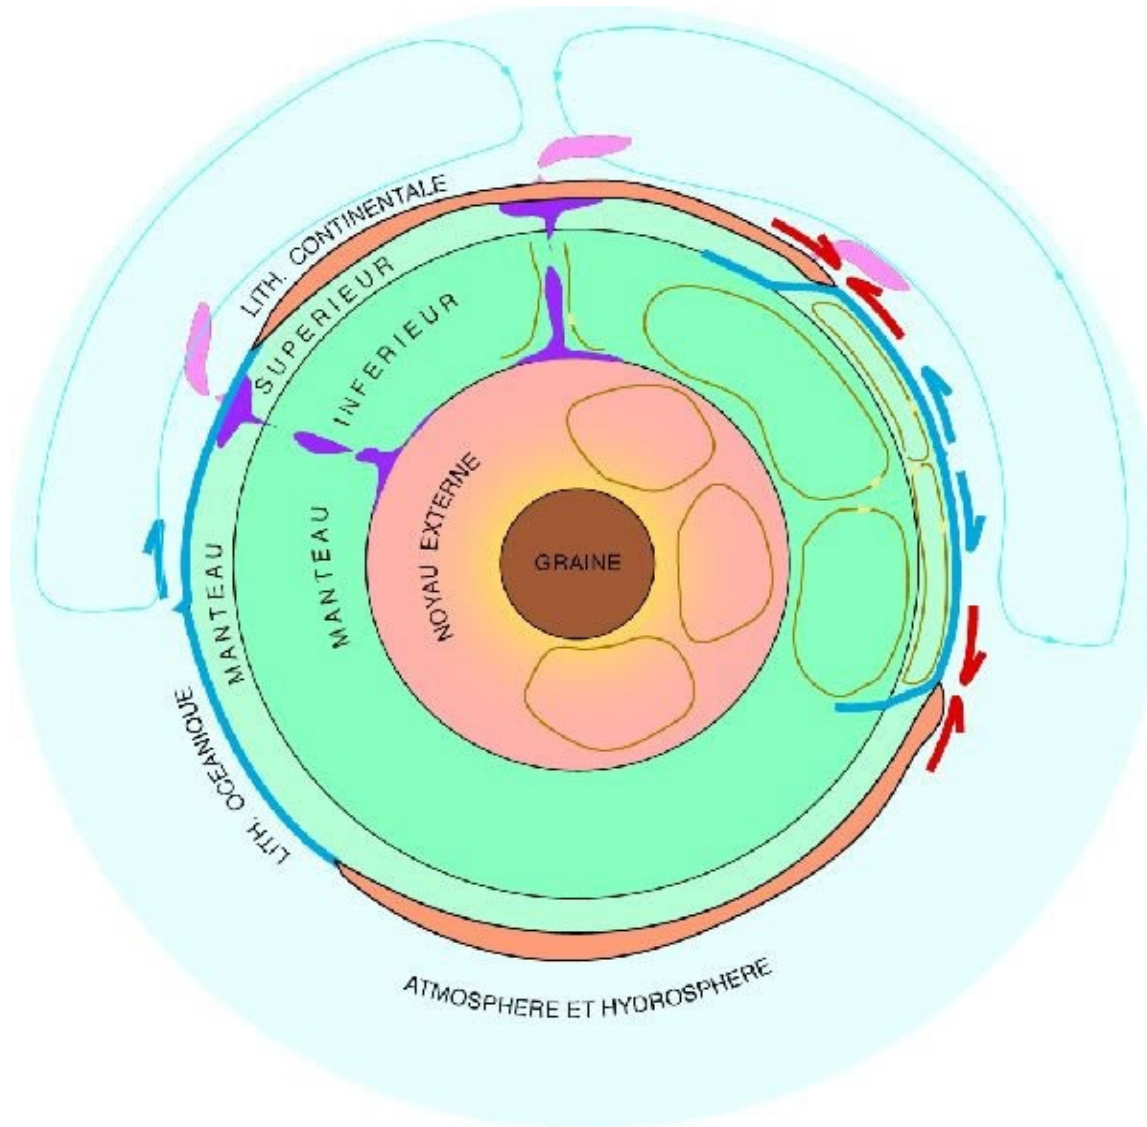 LITH. CONTINENTALE
SUPERIEUR
INFERIEUR
MANTEAU
MANTEAU
NOYAU EXTERNE
GRAINE
LITH. OCEANIQUE
ATMOSPHERE ET HYDROSPHERE